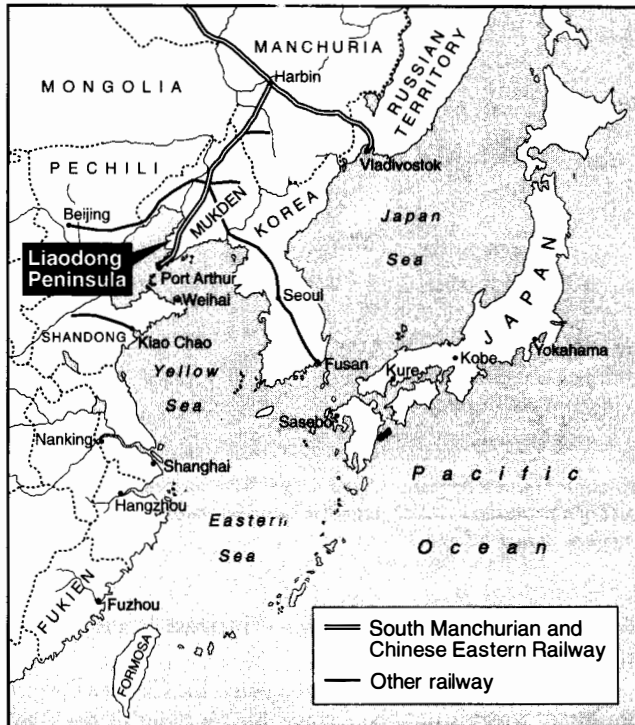 MANCHURIA
Harbin
RUSSIAN
TERRITORY
MONGOLIA
Vladivostok
PECHILI
Beijing
MUKDEN
KOREA
Japan
Sea
Liaodong
Peninsula
Port Arthur
Weihai
Seoul
JAPAN
SHANDONG
Kiao Chao
Yellow
Sea
Fusan
Kure
Kobe
Yokahama
Sasebo
Nanking
Shanghai
Hangzhou
Pacific
Ocean
Eastern
Sea
FUKIEN
Fuzhou
FORMOSA
South Manchurian and
Chinese Eastern Railway
Other railway